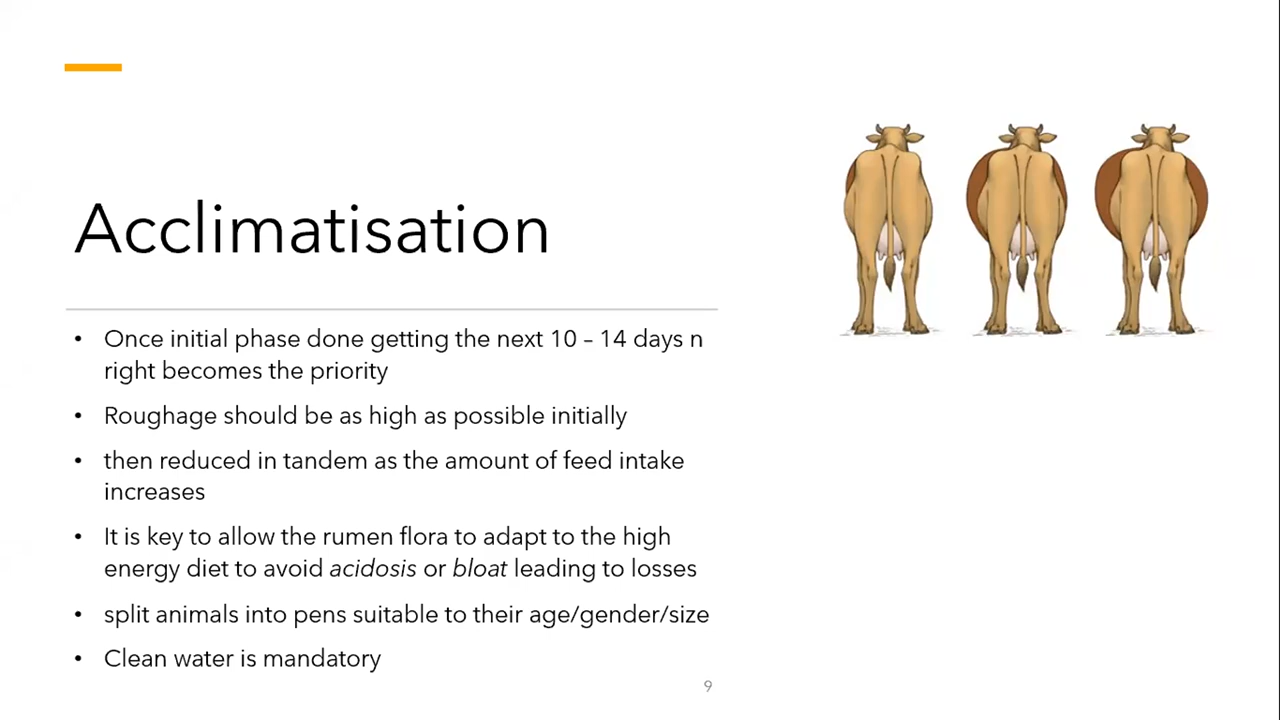 Acclimatisation
• Once initial phase done getting the next 10 – 14 days n
right becomes the priority
• Roughage should be as high as possible initially
• then reduced in tandem as the amount of feed intake
increases
• It is key to allow the rumen flora to adapt to the high
energy diet to avoid acidosis or bloat leading to losses
• split animals into pens suitable to their age/gender/size
• Clean water is mandatory
9